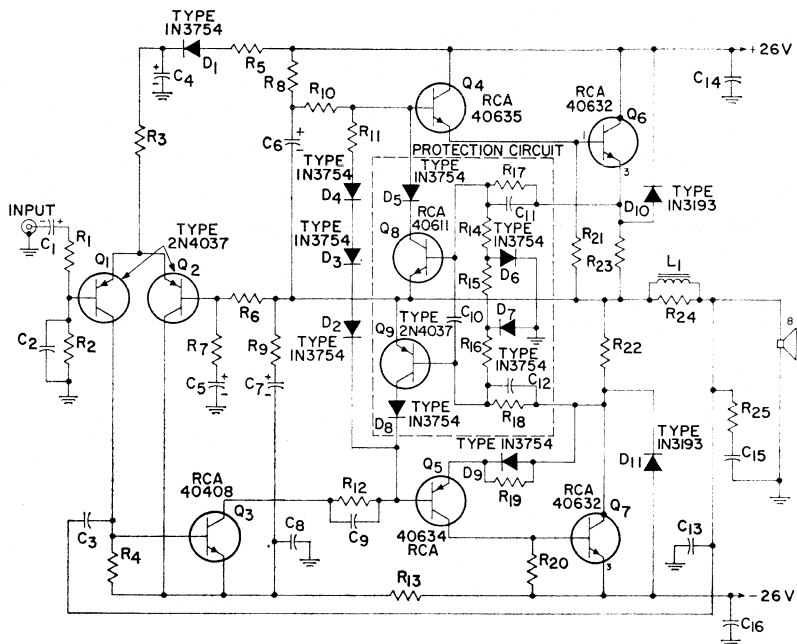 TYPE
1N3754
D1
R5
C4
R3
R8
R10
C6
R11
TYPE
1N3754
D4
TYPE
1N3754
D3
D2
TYPE
1N3754
Q4
RCA
40635
Q6
RCA
40632
1
3
C14
+26V
PROTECTION CIRCUIT
TYPE
1N3754
D5
RCA
40611
Q8
R17
C11
R14
TYPE
1N3754
D6
R15
D7
R16
TYPE
1N3754
C12
R18
C10
Q9
TYPE
2N4037
D8
TYPE
1N3754
D10
TYPE
1N3193
R21
R23
INPUT
C1
R1
TYPE
2N4037
Q1
Q2
C2
R2
R7
C5
R6
R9
C7
L1
R24
8
R22
R25
C15
TYPE
1N3193
D11
TYPE 1N3754
D9
R19
Q5
40634
RCA
RCA
40632
Q7
3
R20
RCA
40408
Q3
R12
C9
C8
C3
R4
R13
C13
-26V
C16